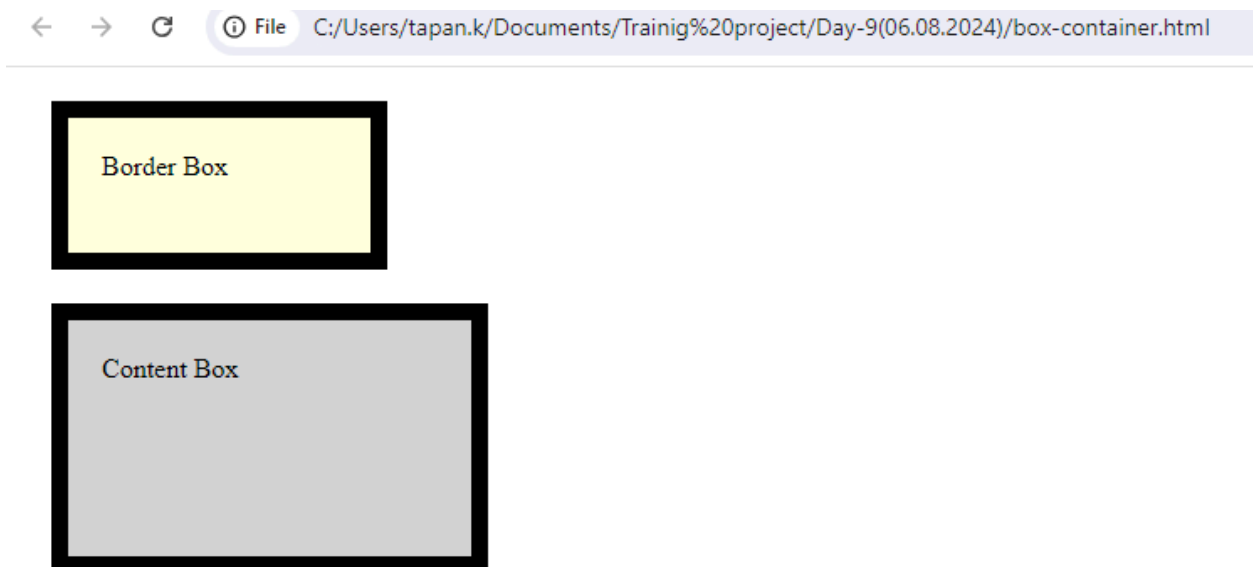 File C:/Users/tapan.k/Documents/Trainig%20project/Day-9(06.08.2024)/box-container.html
Border Box
Content Box